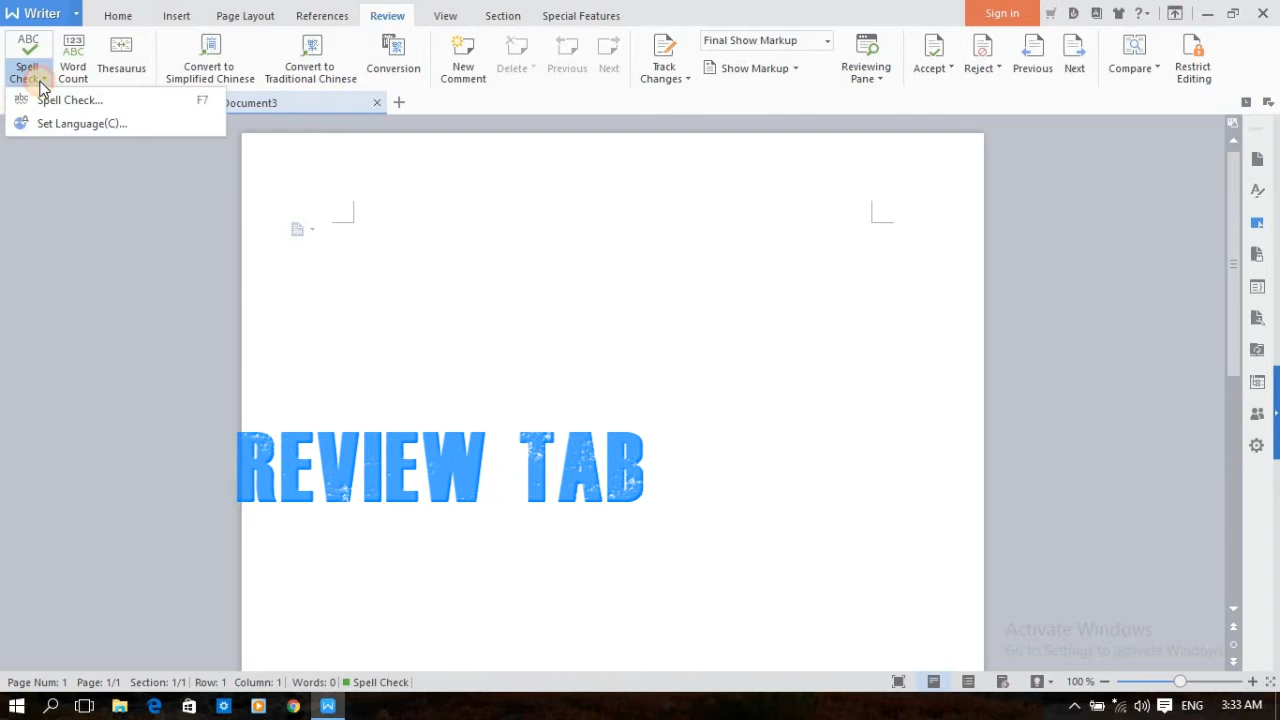 Writer
Home Insert Page Layout References Review View Section Special Features Sign in ?
ABC
Spell Check
123 ABC
Word Count
Thesaurus
Convert to Simplified Chinese
Convert to Traditional Chinese
Conversion
New Comment
Delete
Previous
Next
Track Changes
Final Show Markup
Show Markup
Reviewing Pane
Accept
Reject
Previous
Next
Compare
Restrict Editing
Spell Check... F7
Set Language(C)...
Document3
REVIEW TAB
Activate Windows
Go to Settings to activate Windows.
Page Num: 1 Page: 1/1 Section: 1/1 Row: 1 Column: 1 Words: 0 Spell Check 100 %
ENG 3:33 AM